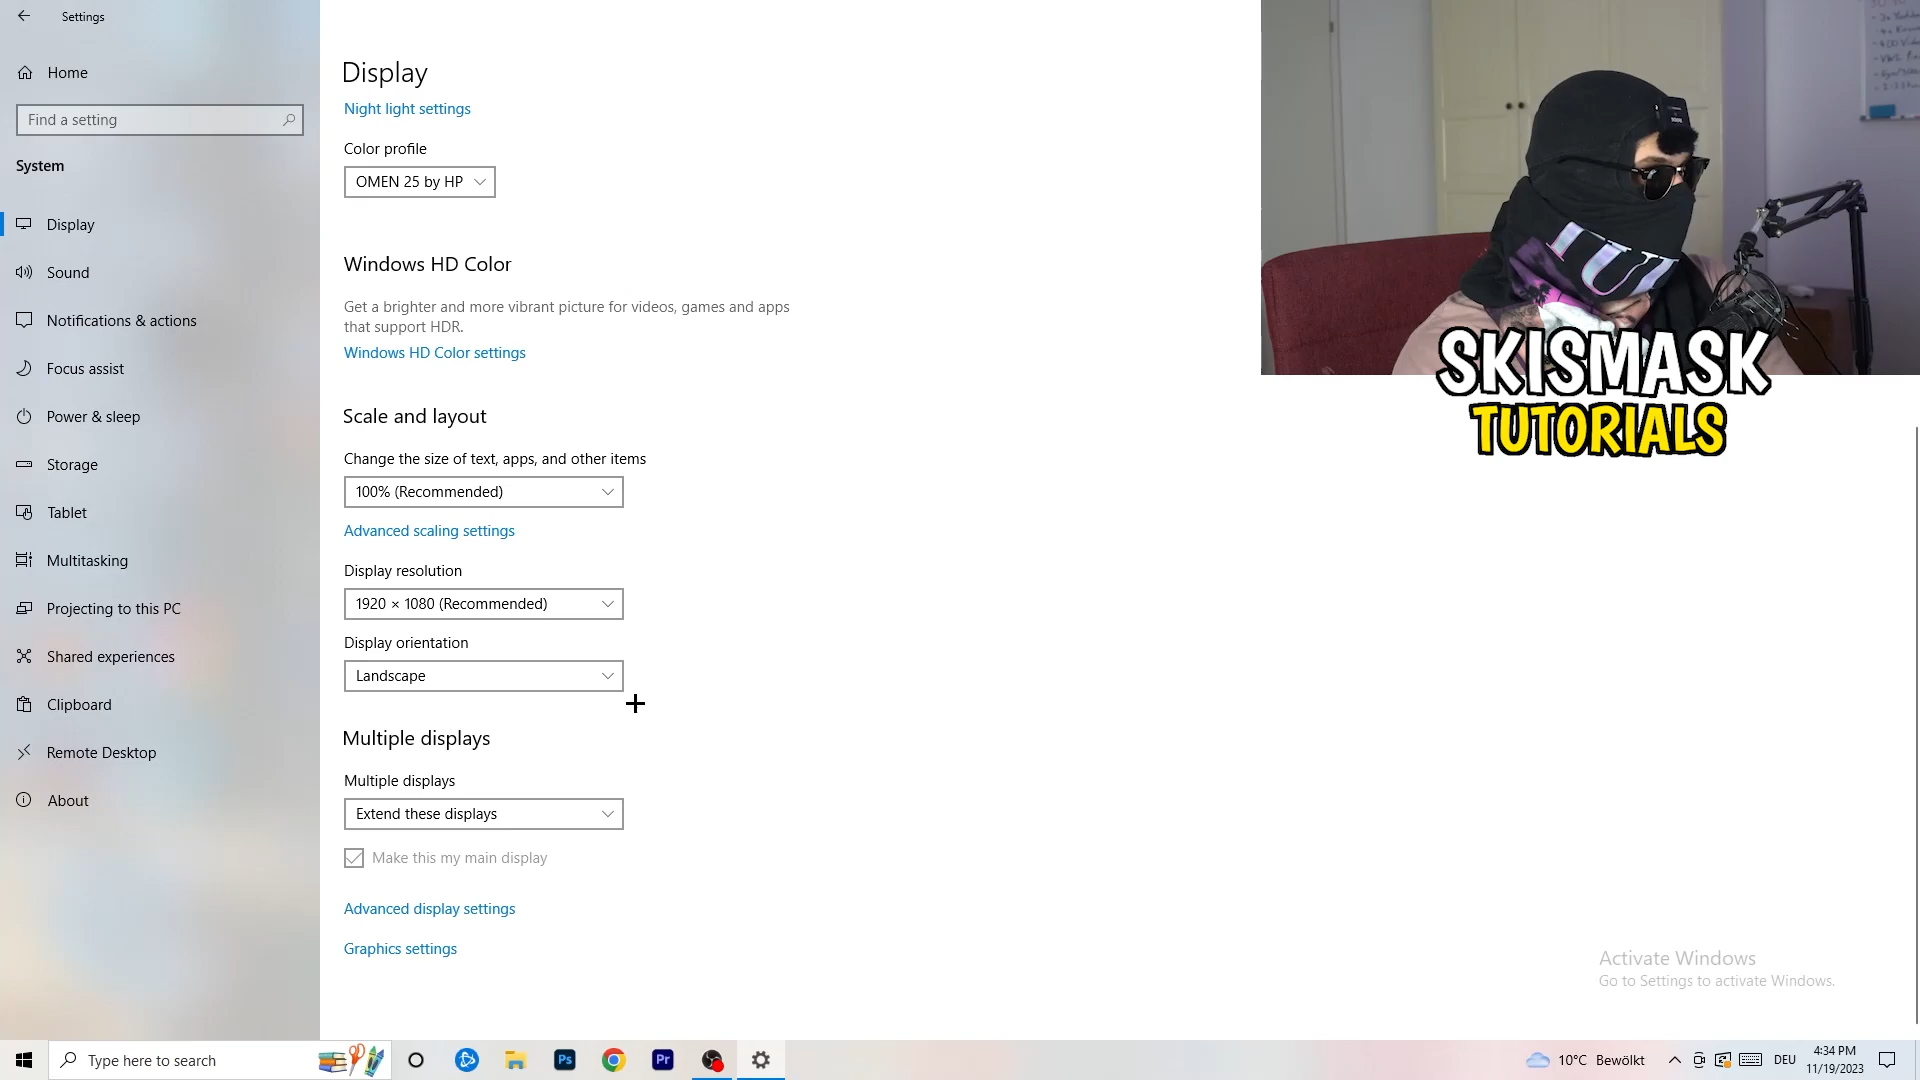 Settings
Home
Find a setting
System
Display
Sound
Notifications & actions
Focus assist
Power & sleep
Storage
Tablet
Multitasking
Projecting to this PC
Shared experiences
Clipboard
Remote Desktop
About
Display
Night light settings
Color profile
OMEN 25 by HP
Windows HD Color
Get a brighter and more vibrant picture for videos, games and apps
that support HDR.
Windows HD Color settings
Scale and layout
Change the size of text, apps, and other items
100% (Recommended)
Advanced scaling settings
Display resolution
1920 × 1080 (Recommended)
Display orientation
Landscape
Multiple displays
Multiple displays
Extend these displays
Make this my main display
Advanced display settings
Graphics settings
SKISMASK
TUTORIALS
Activate Windows
Go to Settings to activate Windows.
Type here to search
Ps
Pr
10°C Bewölkt
DEU
4:34 PM
11/19/2023